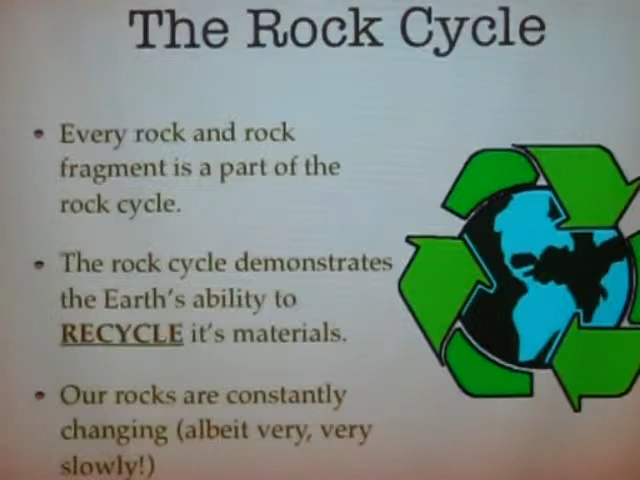 The Rock Cycle
• Every rock and rock
fragment is a part of the
rock cycle.
• The rock cycle demonstrates
the Earth's ability to
RECYCLE it's materials.
• Our rocks are constantly
changing (albeit very, very
slowly!)